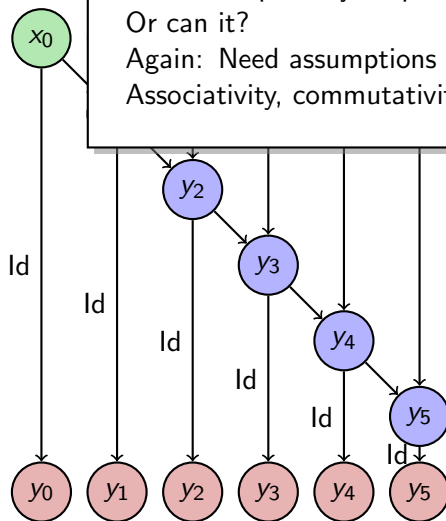 x0
Or can it?
Again: Need assumptions
Associativity, commutativit
y2
y3
Id
Id
Id
y4
Id
Id
y5
Id
y0 y1 y2 y3 y4 y5